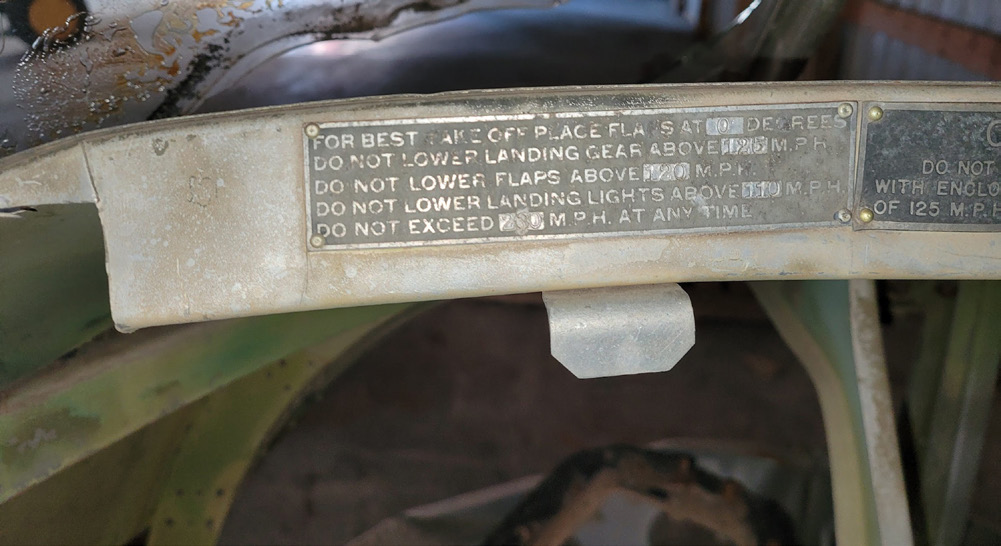 FOR BEST TAKE OFF PLACE FLAPS AT 0 DEGREES
DO NOT LOWER LANDING GEAR ABOVE 125 M.P.H.
DO NOT LOWER FLAPS ABOVE 120 M.P.H.
DO NOT LOWER LANDING LIGHTS ABOVE 110 M.P.H.
DO NOT EXCEED M.P.H. AT ANY TIME
DO NOT
WITH ENCLO
OF 125 M.P.H